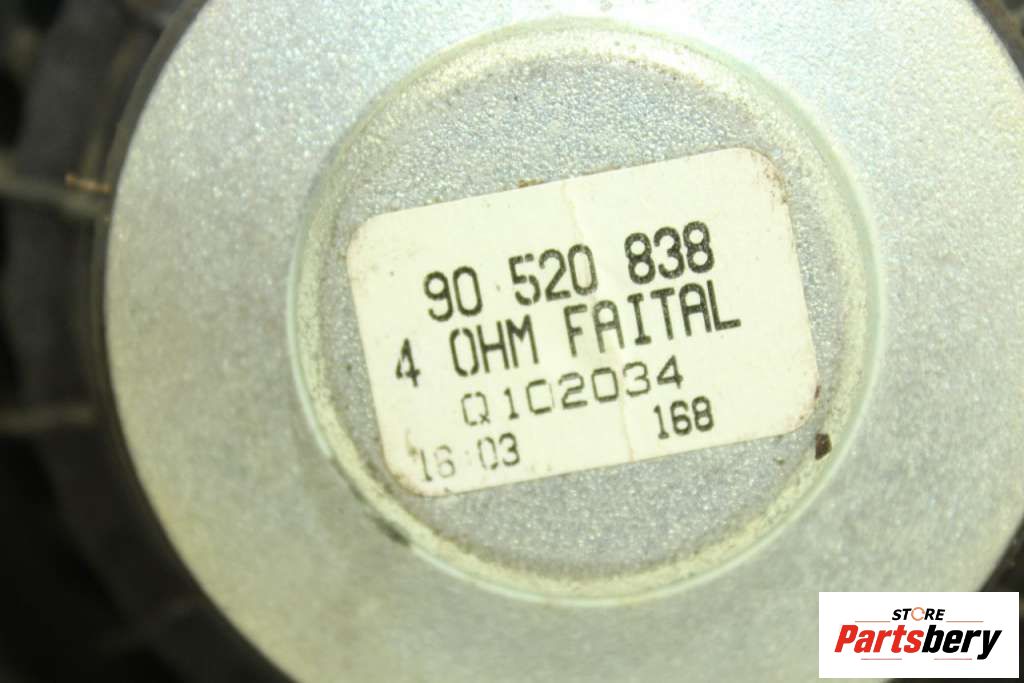 90 520 838
4 OHM FAITAL
Q102034
16:03 168
STORE
Partsbery